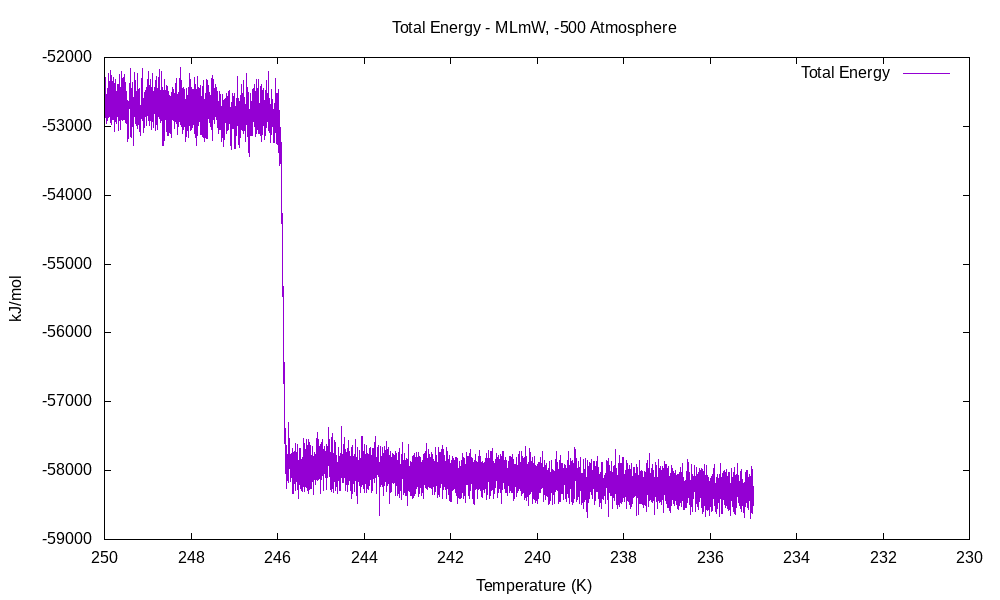 Total Energy - MLmW, -500 Atmosphere
Total Energy
-52000
-53000
-54000
-55000
-56000
-57000
-58000
-59000
kJ/mol
250 248 246 244 242 240 238 236 234 232 230
Temperature (K)